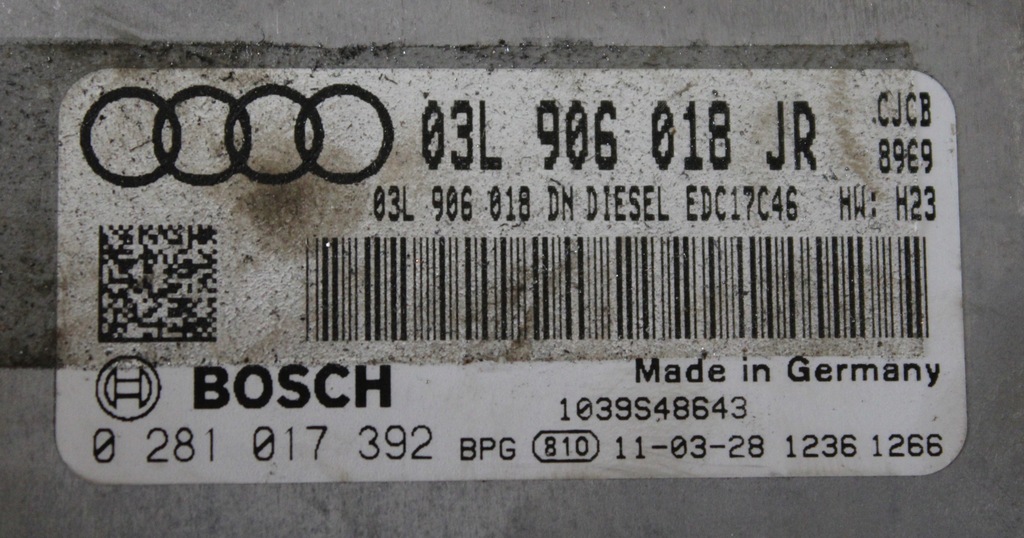 03L 906 018 JR
CJCB
8969
03L 906 018 DN DIESEL EDC17C46 HW: H23
BOSCH
Made in Germany
1039S48643
0 281 017 392 BPG 810 11-03-28 1236 1266